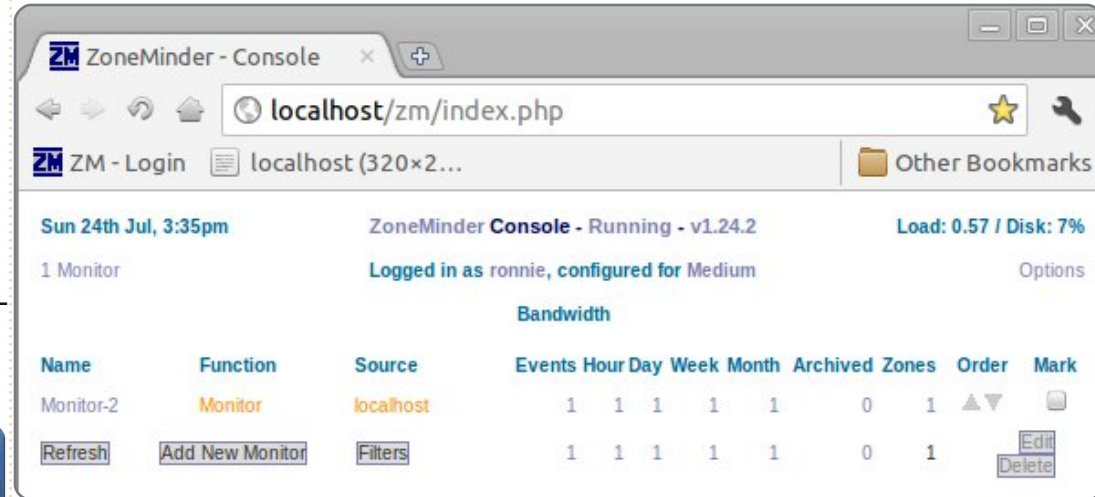 ZM ZoneMinder - Console
localhost/zm/index.php
ZM ZM - Login localhost (320×2... Other Bookmarks
Sun 24th Jul, 3:35pm ZoneMinder Console - Running - v1.24.2 Load: 0.57 / Disk: 7%
1 Monitor Logged in as ronnie, configured for Medium Options
Bandwidth
Name Function Source Events Hour Day Week Month Archived Zones Order Mark
Monitor-2 Monitor localhost 1 1 1 1 1 0 1
Refresh Add New Monitor Filters 1 1 1 1 1 0 1 Edit
Delete